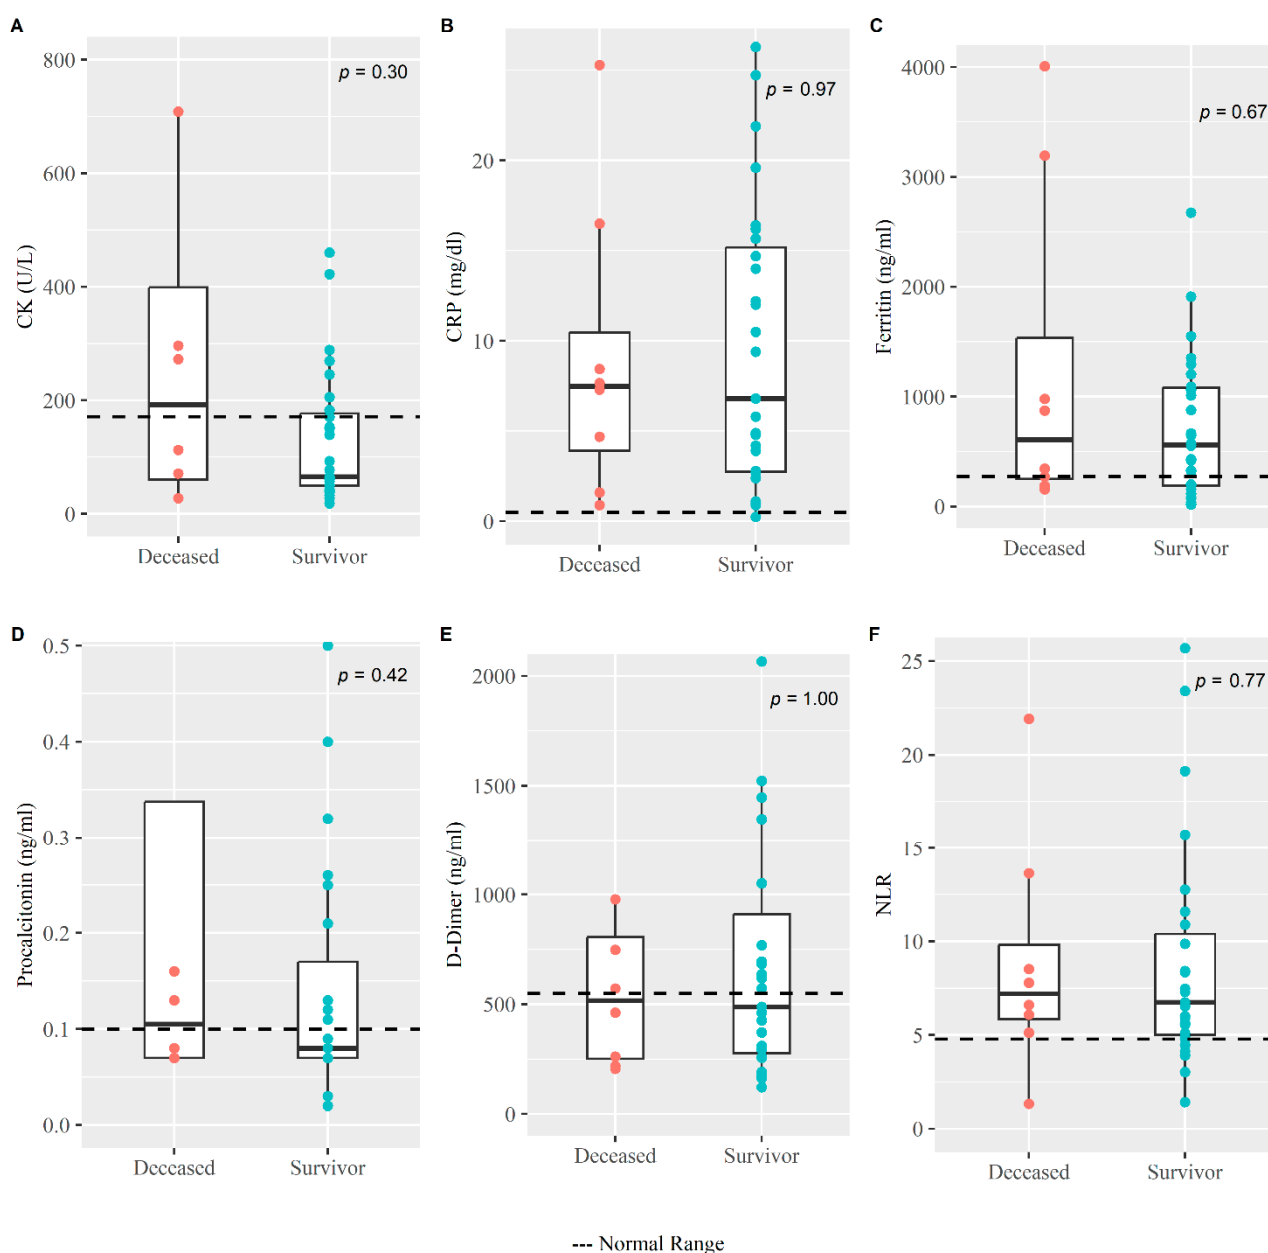 A
800
600
400
200
0
CK (U/L)
p = 0.30
Deceased
Survivor
B
20
10
0
CRP (mg/dl)
p = 0.97
Deceased
Survivor
C
4000
3000
2000
1000
0
Ferritin (ng/ml)
p = 0.67
Deceased
Survivor
D
0.5
0.4
0.3
0.2
0.1
0.0
Procalcitonin (ng/ml)
p = 0.42
Deceased
Survivor
E
2000
1500
1000
500
0
D-Dimer (ng/ml)
p = 1.00
Deceased
Survivor
F
25
20
15
10
5
0
NLR
p = 0.77
Deceased
Survivor
--- Normal Range